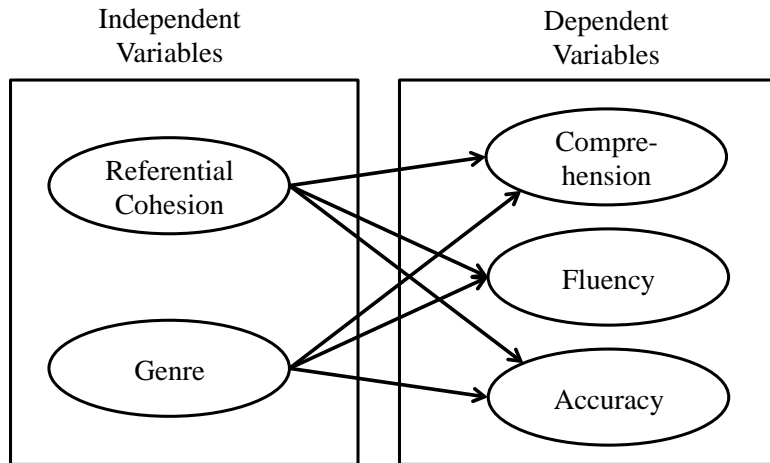 Independent
Variables
Dependent
Variables
Referential
Cohesion
Genre
Compre-
hension
Fluency
Accuracy